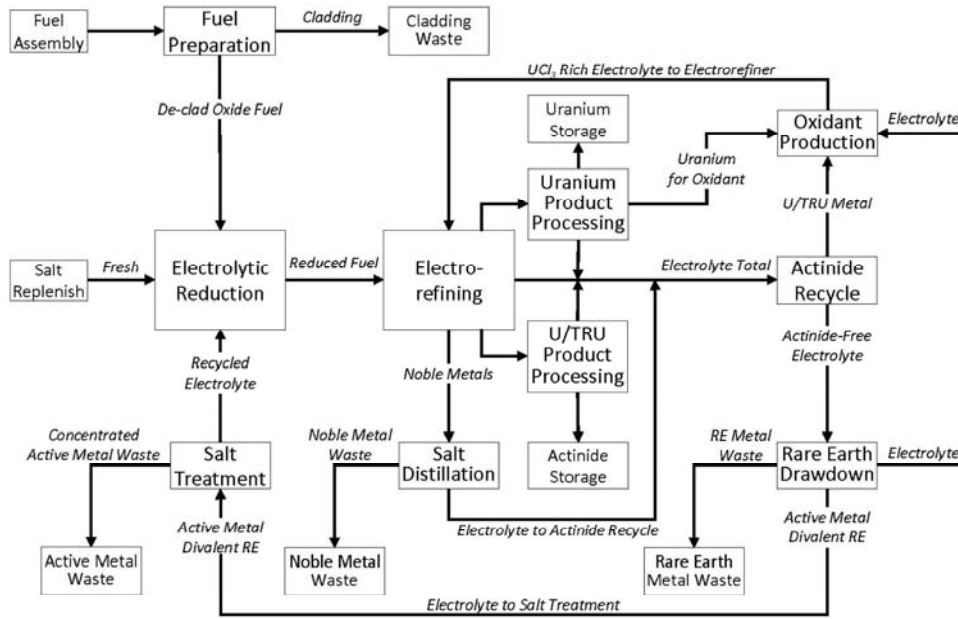 Fuel
Assembly
Fuel
Preparation
Cladding
Cladding
Waste
De-clad Oxide Fuel
UCl₃ Rich Electrolyte to Electrorefiner
Uranium
Storage
Oxidant
Production
Electrolyte
Uranium
for Oxidant
Uranium
Product
Processing
U/TRU Metal
Salt
Replenish
Fresh
Electrolytic
Reduction
Reduced Fuel
Electro-
refining
Electrolyte Total
Actinide
Recycle
Recycled
Electrolyte
Noble Metals
U/TRU
Product
Processing
Actinide-Free
Electrolyte
Concentrated
Active Metal Waste
Salt
Treatment
Noble Metal
Waste
Salt
Distillation
Actinide
Storage
RE Metal
Waste
Rare Earth
Drawdown
Electrolyte
Active Metal
Divalent RE
Electrolyte to Actinide Recycle
Active Metal
Divalent RE
Active Metal
Waste
Noble Metal
Waste
Rare Earth
Metal Waste
Electrolyte to Salt Treatment